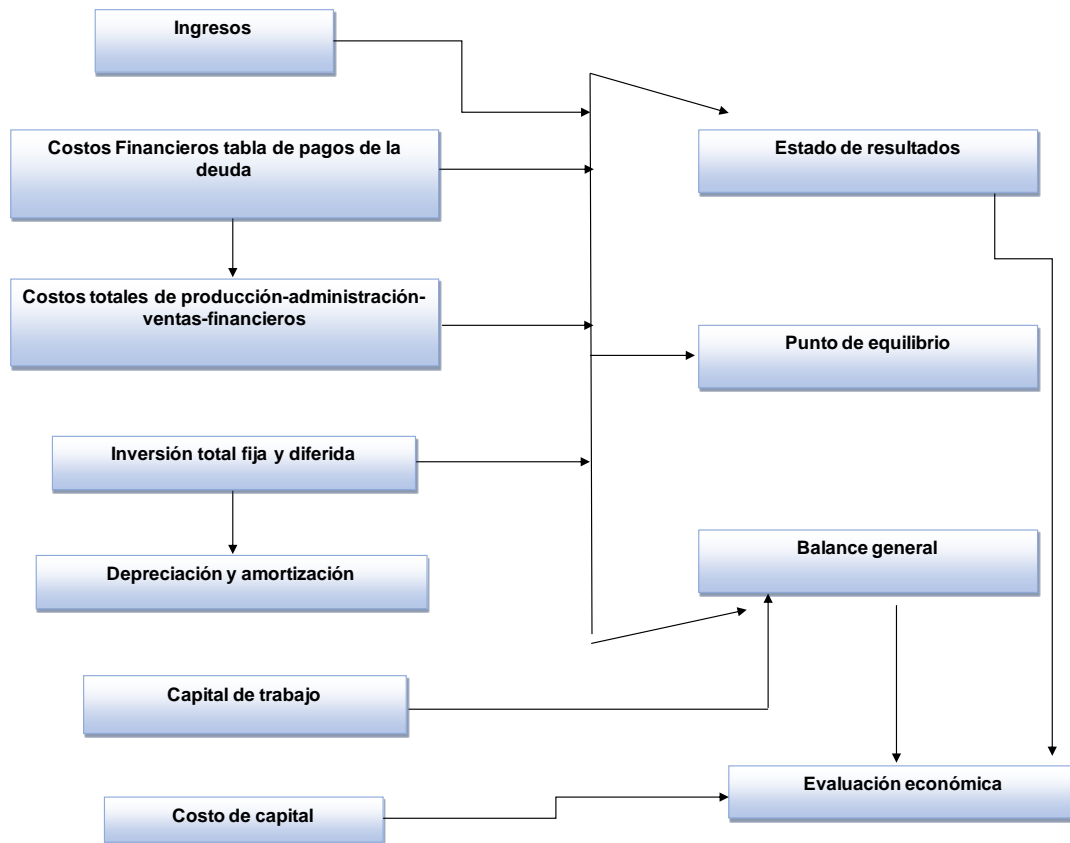 Ingresos
Costos Financieros tabla de pagos de la
deuda
Estado de resultados
Costos totales de producción-administración-
ventas-financieros
Punto de equilibrio
Inversión total fija y diferida
Balance general
Depreciación y amortización
Capital de trabajo
Evaluación económica
Costo de capital